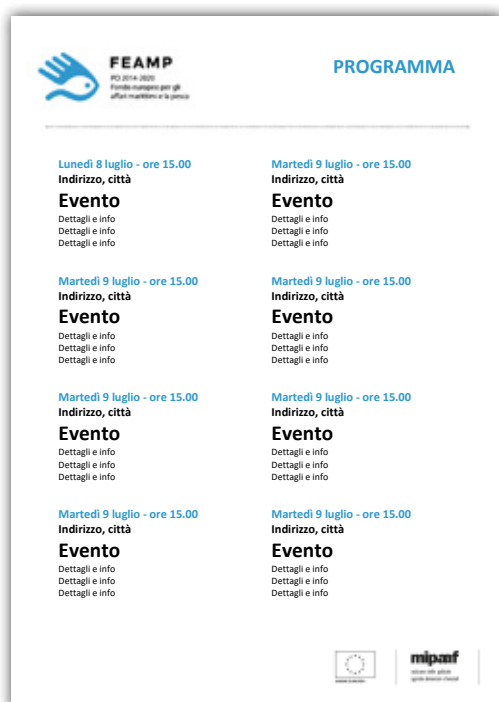 FEAMP
PO 2014-2020
Fondo europeo per gli
affari marittimi e la pesca
PROGRAMMA
Lunedì 8 luglio - ore 15.00
Indirizzo, città
Evento
Dettagli e info
Dettagli e info
Dettagli e info
Martedì 9 luglio - ore 15.00
Indirizzo, città
Evento
Dettagli e info
Dettagli e info
Dettagli e info
Martedì 9 luglio - ore 15.00
Indirizzo, città
Evento
Dettagli e info
Dettagli e info
Dettagli e info
Martedì 9 luglio - ore 15.00
Indirizzo, città
Evento
Dettagli e info
Dettagli e info
Dettagli e info
Martedì 9 luglio - ore 15.00
Indirizzo, città
Evento
Dettagli e info
Dettagli e info
Dettagli e info
Martedì 9 luglio - ore 15.00
Indirizzo, città
Evento
Dettagli e info
Dettagli e info
Dettagli e info
Martedì 9 luglio - ore 15.00
Indirizzo, città
Evento
Dettagli e info
Dettagli e info
Dettagli e info
Martedì 9 luglio - ore 15.00
Indirizzo, città
Evento
Dettagli e info
Dettagli e info
Dettagli e info
mipaaf